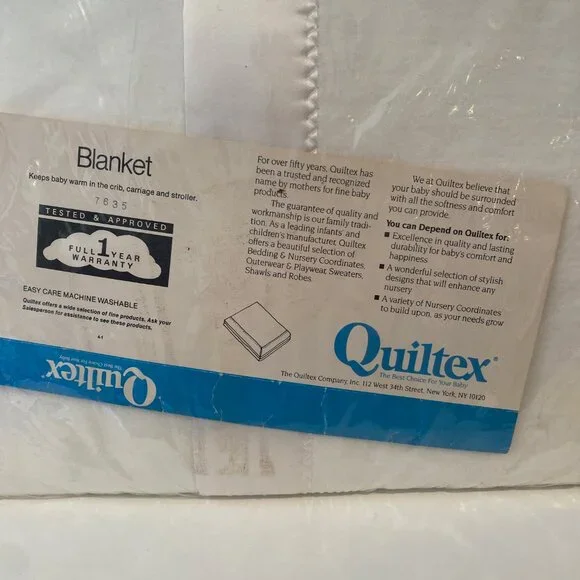 Blanket
Keeps baby warm in the crib, carriage and stroller.
7635
TESTED & APPROVED
FULL 1 YEAR
WARRANTY
EASY CARE MACHINE WASHABLE
Quiltex offers a wide selection of fine products. Ask your
Salesperson for assistance to see these products.
A1
Quiltex
The Best Choice For Your Baby
For over fifty years, Quiltex has
been a trusted and recognized
name by mothers for fine baby
products.
The guarantee of quality and
workmanship is our family tradi-
tion. As a leading infants and
children's manufacturer, Quiltex
offers a beautiful selection of
Bedding & Nursery Coordinates,
Outerwear & Playwear, Sweaters,
Shawls and Robes.
We at Quiltex believe that
your baby should be surrounded
with all the softness and comfort
you can provide.
You can Depend on Quiltex for:
■ Excellence in quality and lasting
durability for baby's comfort and
happiness.
■ A wonderful selection of stylish
designs that will enhance any
nursery
■ A variety of Nursery Coordinates
to build upon, as your needs grow
Quiltex®
The Best Choice For Your Baby
The Quiltex Company, Inc. 112 West 34th Street, New York, NY 10120